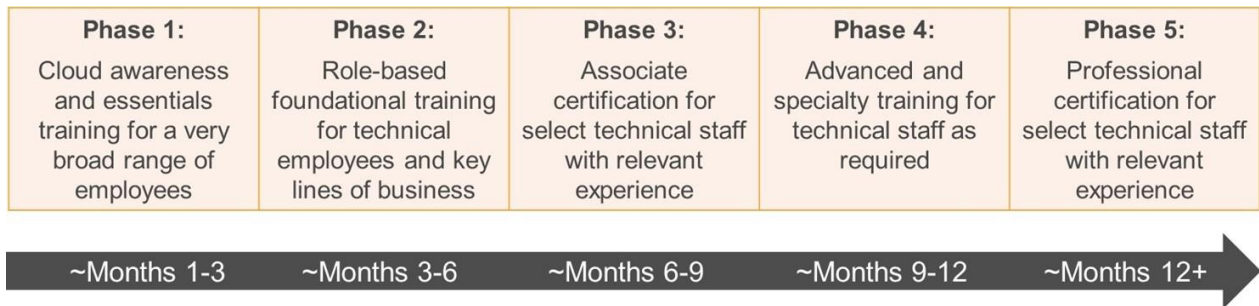 Phase 1:
Cloud awareness
and essentials
training for a very
broad range of
employees
Phase 2:
Role-based
foundational training
for technical
employees and key
lines of business
Phase 3:
Associate
certification for
select technical staff
with relevant
experience
Phase 4:
Advanced and
specialty training for
technical staff as
required
Phase 5:
Professional
certification for
select technical staff
with relevant
experience
~Months 1-3
~Months 3-6
~Months 6-9
~Months 9-12
~Months 12+